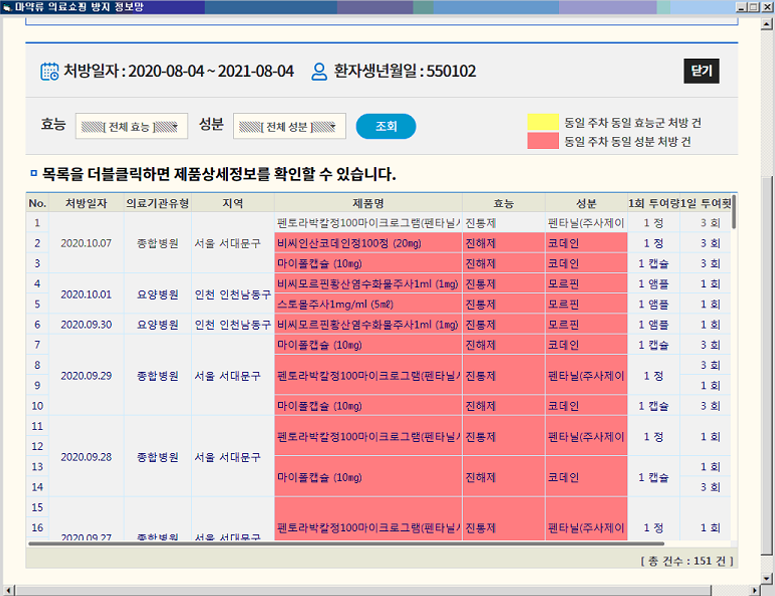 마약류 의료쇼핑 방지 정보망
처방일자 : 2020-08-04 ~ 2021-08-04 환자생년월일 : 550102 닫기
효능 [ 전체 효능 ] 성분 [ 전체 성분 ] 조회
동일 주차 동일 효능군 처방 건
동일 주차 동일 성분 처방 건
목록을 더블클릭하면 제품상세정보를 확인할 수 있습니다.
No. 처방일자 의료기관유형 지역 제품명 효능 성분 1회 투여량 1일 투여횟
1 펜토라박칼정100마이크로그램(펜타닐시 진통제 펜타닐(주사제이 1 정 3 회
2 2020.10.07 종합병원 서울 서대문구 비씨인산코데인정100정 (20mg) 진해제 코데인 1 정 3 회
3 마이폴캡슐 (10mg) 진해제 코데인 1 캡슐 3 회
4 비씨모르핀황산염수화물주사1ml (1mg) 진통제 모르핀 1 앰플 1 회
2020.10.01 요양병원 인천 인천남동구
5 스토몰주사1mg/ml (5㎖) 진통제 모르핀 1 앰플 1 회
6 2020.09.30 요양병원 인천 인천남동구 비씨모르핀황산염수화물주사1ml (1mg) 진통제 모르핀 1 앰플 1 회
7 마이폴캡슐 (10mg) 진해제 코데인 1 캡슐 3 회
8 3 회
2020.09.29 종합병원 서울 서대문구 펜토라박칼정100마이크로그램(펜타닐시 진통제 펜타닐(주사제이 1 정
9 1 회
10 마이폴캡슐 (10mg) 진해제 코데인 1 캡슐 3 회
11
펜토라박칼정100마이크로그램(펜타닐시 진통제 펜타닐(주사제이 1 정 1 회
12
2020.09.28 종합병원 서울 서대문구
13 1 회
마이폴캡슐 (10mg) 진해제 코데인 1 캡슐
14 3 회
15
16 펜토라박칼정100마이크로그램(펜타닐시 진통제 펜타닐(주사제이 1 정 1 회
2020.09.27 종합병원 서울 서대문구
[ 총 건수 : 151 건 ]